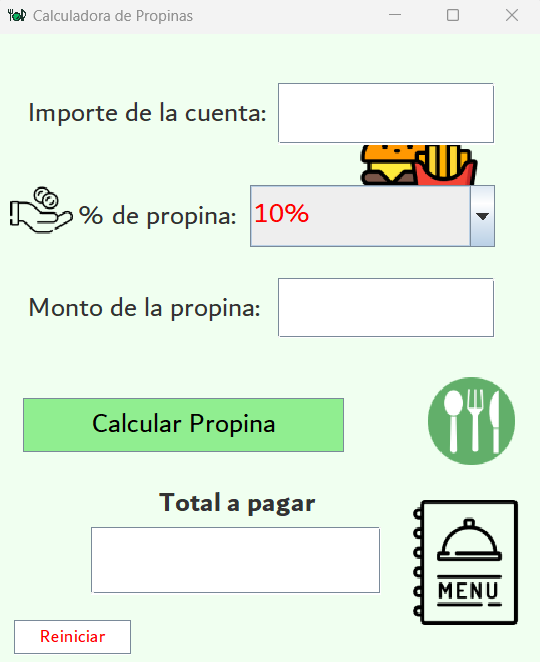 Calculadora de Propinas
Importe de la cuenta:
% de propina:
10%
Monto de la propina:
Calcular Propina
Total a pagar
MENU
Reiniciar